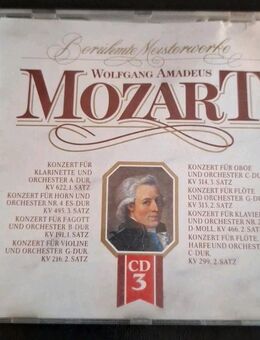 Berühmte Meisterwerke
WOLFGANG AMADEUS
MOZART
KONZERT FÜR
KLARINETTE UND
ORCHESTER A-DUR,
KV 622, 1. SATZ
KONZERT FÜR HORN UND
ORCHESTER NR. 4, ES-DUR
KV 495, 3. SATZ
KONZERT FÜR FAGOTT
UND ORCHESTER B DUR
KV 191, 1. SATZ
KONZERT FÜR VIOLINE
UND ORCHESTER G-DUR,
KV 216, 2. SATZ
CD
3
KONZERT FÜR OBOE
UND ORCHESTER C-DU
KV 314, 3. SATZ
KONZERT FÜR FLÖTE
UND ORCHESTER G-DU
KV 313, 2. SATZ
KONZERT FÜR KLAVIE
UND ORCHESTER NR. 2
D-MOLL, KV 466, 2. SATZ
KONZERT FÜR FLÖTE,
HARFE UND ORCHESTER
C DUR,
KV 299, 2. SATZ